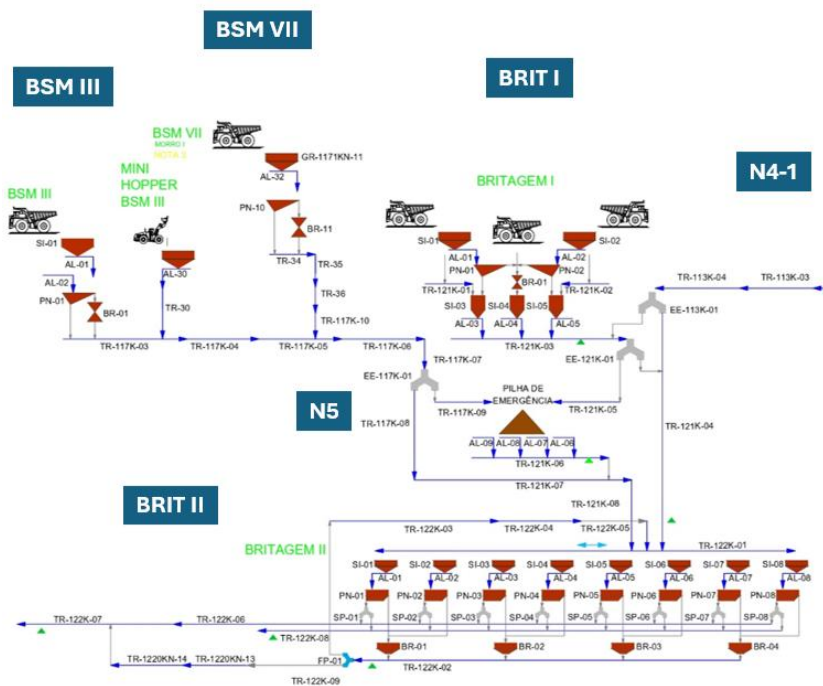 BSM VII
BSM III
BRIT I
BSM VII
MORRO I
NOTA 2
GR-1171KN-11
N4-1
MINI
HOPPER
BSM III
AL-32
BRITAGEM I
BSM III
PN-10
BR-11
SI-01
SI-02
SI-01
AL-01
AL-02
AL-01
AL-30
TR-34
TR-35
PN-01
PN-02
TR-113K-04
TR-113K-03
AL-02
BR-01
TR-121K-01
TR-121K-02
PN-01
TR-36
SI-03
SI-04
SI-05
EE-113K-01
BR-01
TR-30
TR-117K-10
AL-03
AL-04
AL-05
TR-117K-03
TR-117K-04
TR-117K-05
TR-117K-06
TR-121K-03
TR-117K-07
EE-121K-01
EE-117K-01
PILHA DE
EMERGÊNCIA
N5
TR-117K-09
TR-121K-05
TR-117K-08
TR-121K-04
AL-09
AL-08
AL-07
AL-06
TR-121K-06
TR-121K-07
BRIT II
TR-121K-08
TR-122K-03
TR-122K-04
TR-122K-05
BRITAGEM II
TR-122K-01
SI-01
SI-02
SI-03
SI-04
SI-05
SI-06
SI-07
SI-08
AL-01
AL-02
AL-03
AL-04
AL-05
AL-06
AL-07
AL-08
PN-01
PN-02
PN-03
PN-04
PN-05
PN-06
PN-07
PN-08
SP-01
SP-02
SP-03
SP-04
SP-05
SP-06
SP-07
SP-08
TR-122K-07
TR-122K-06
TR-122K-08
BR-01
BR-02
BR-03
BR-04
TR-1220KN-14
TR-1220KN-13
FP-01
TR-122K-02
TR-122K-09